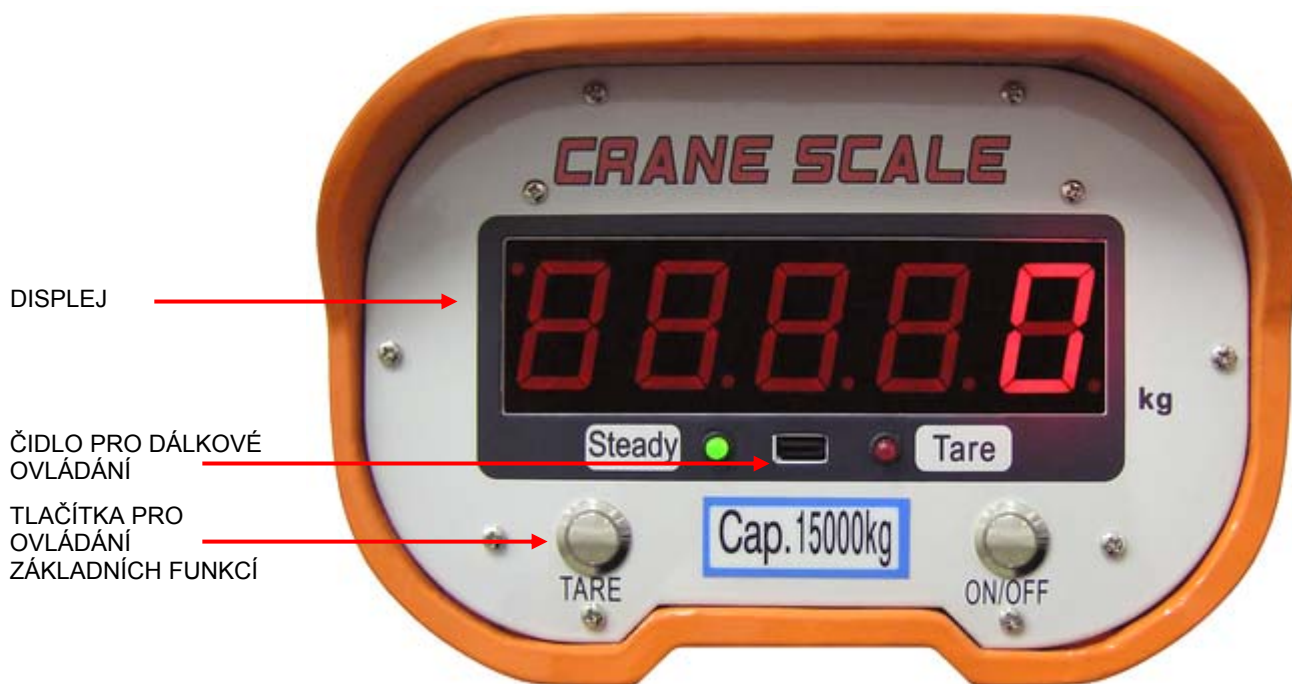 CRANE SCALE
DISPLEJ
0
kg
ČIDLO PRO DÁLKOVÉ
OVLÁDÁNÍ
Steady
Tare
TLAČÍTKA PRO
OVLÁDÁNÍ
ZÁKLADNÍCH FUNKCÍ
Cap.15000kg
TARE
ON/OFF